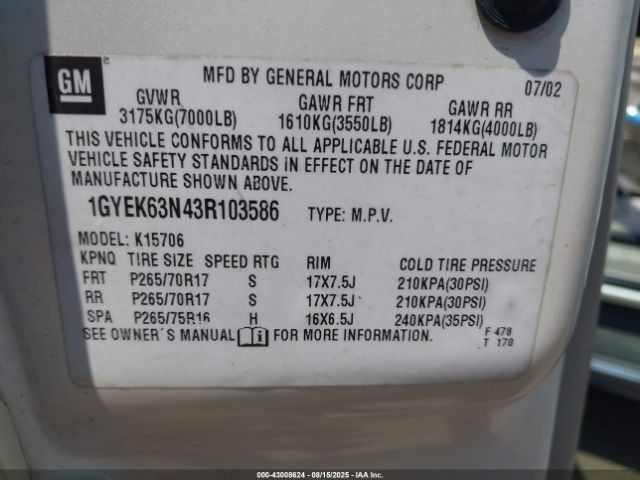 GM
MFD BY GENERAL MOTORS CORP 07/02
GVWR GAWR FRT GAWR RR
3175KG(7000LB) 1610KG(3550LB) 1814KG(4000LB)
THIS VEHICLE CONFORMS TO ALL APPLICABLE U.S. FEDERAL MOTOR
VEHICLE SAFETY STANDARDS IN EFFECT ON THE DATE OF
MANUFACTURE SHOWN ABOVE.
1GYEK63N43R103586 TYPE: M.P.V.
MODEL: K15706
KPNQ TIRE SIZE SPEED RTG RIM COLD TIRE PRESSURE
FRT P265/70R17 S 17X7.5J 210KPA(30PSI)
RR P265/70R17 S 17X7.5J 210KPA(30PSI)
SPA P265/75R16 H 16X6.5J 240KPA(35PSI)
SEE OWNER'S MANUAL FOR MORE INFORMATION.
F 478
T 170
000-43008624 - 08/15/2025 - IAAI.COM